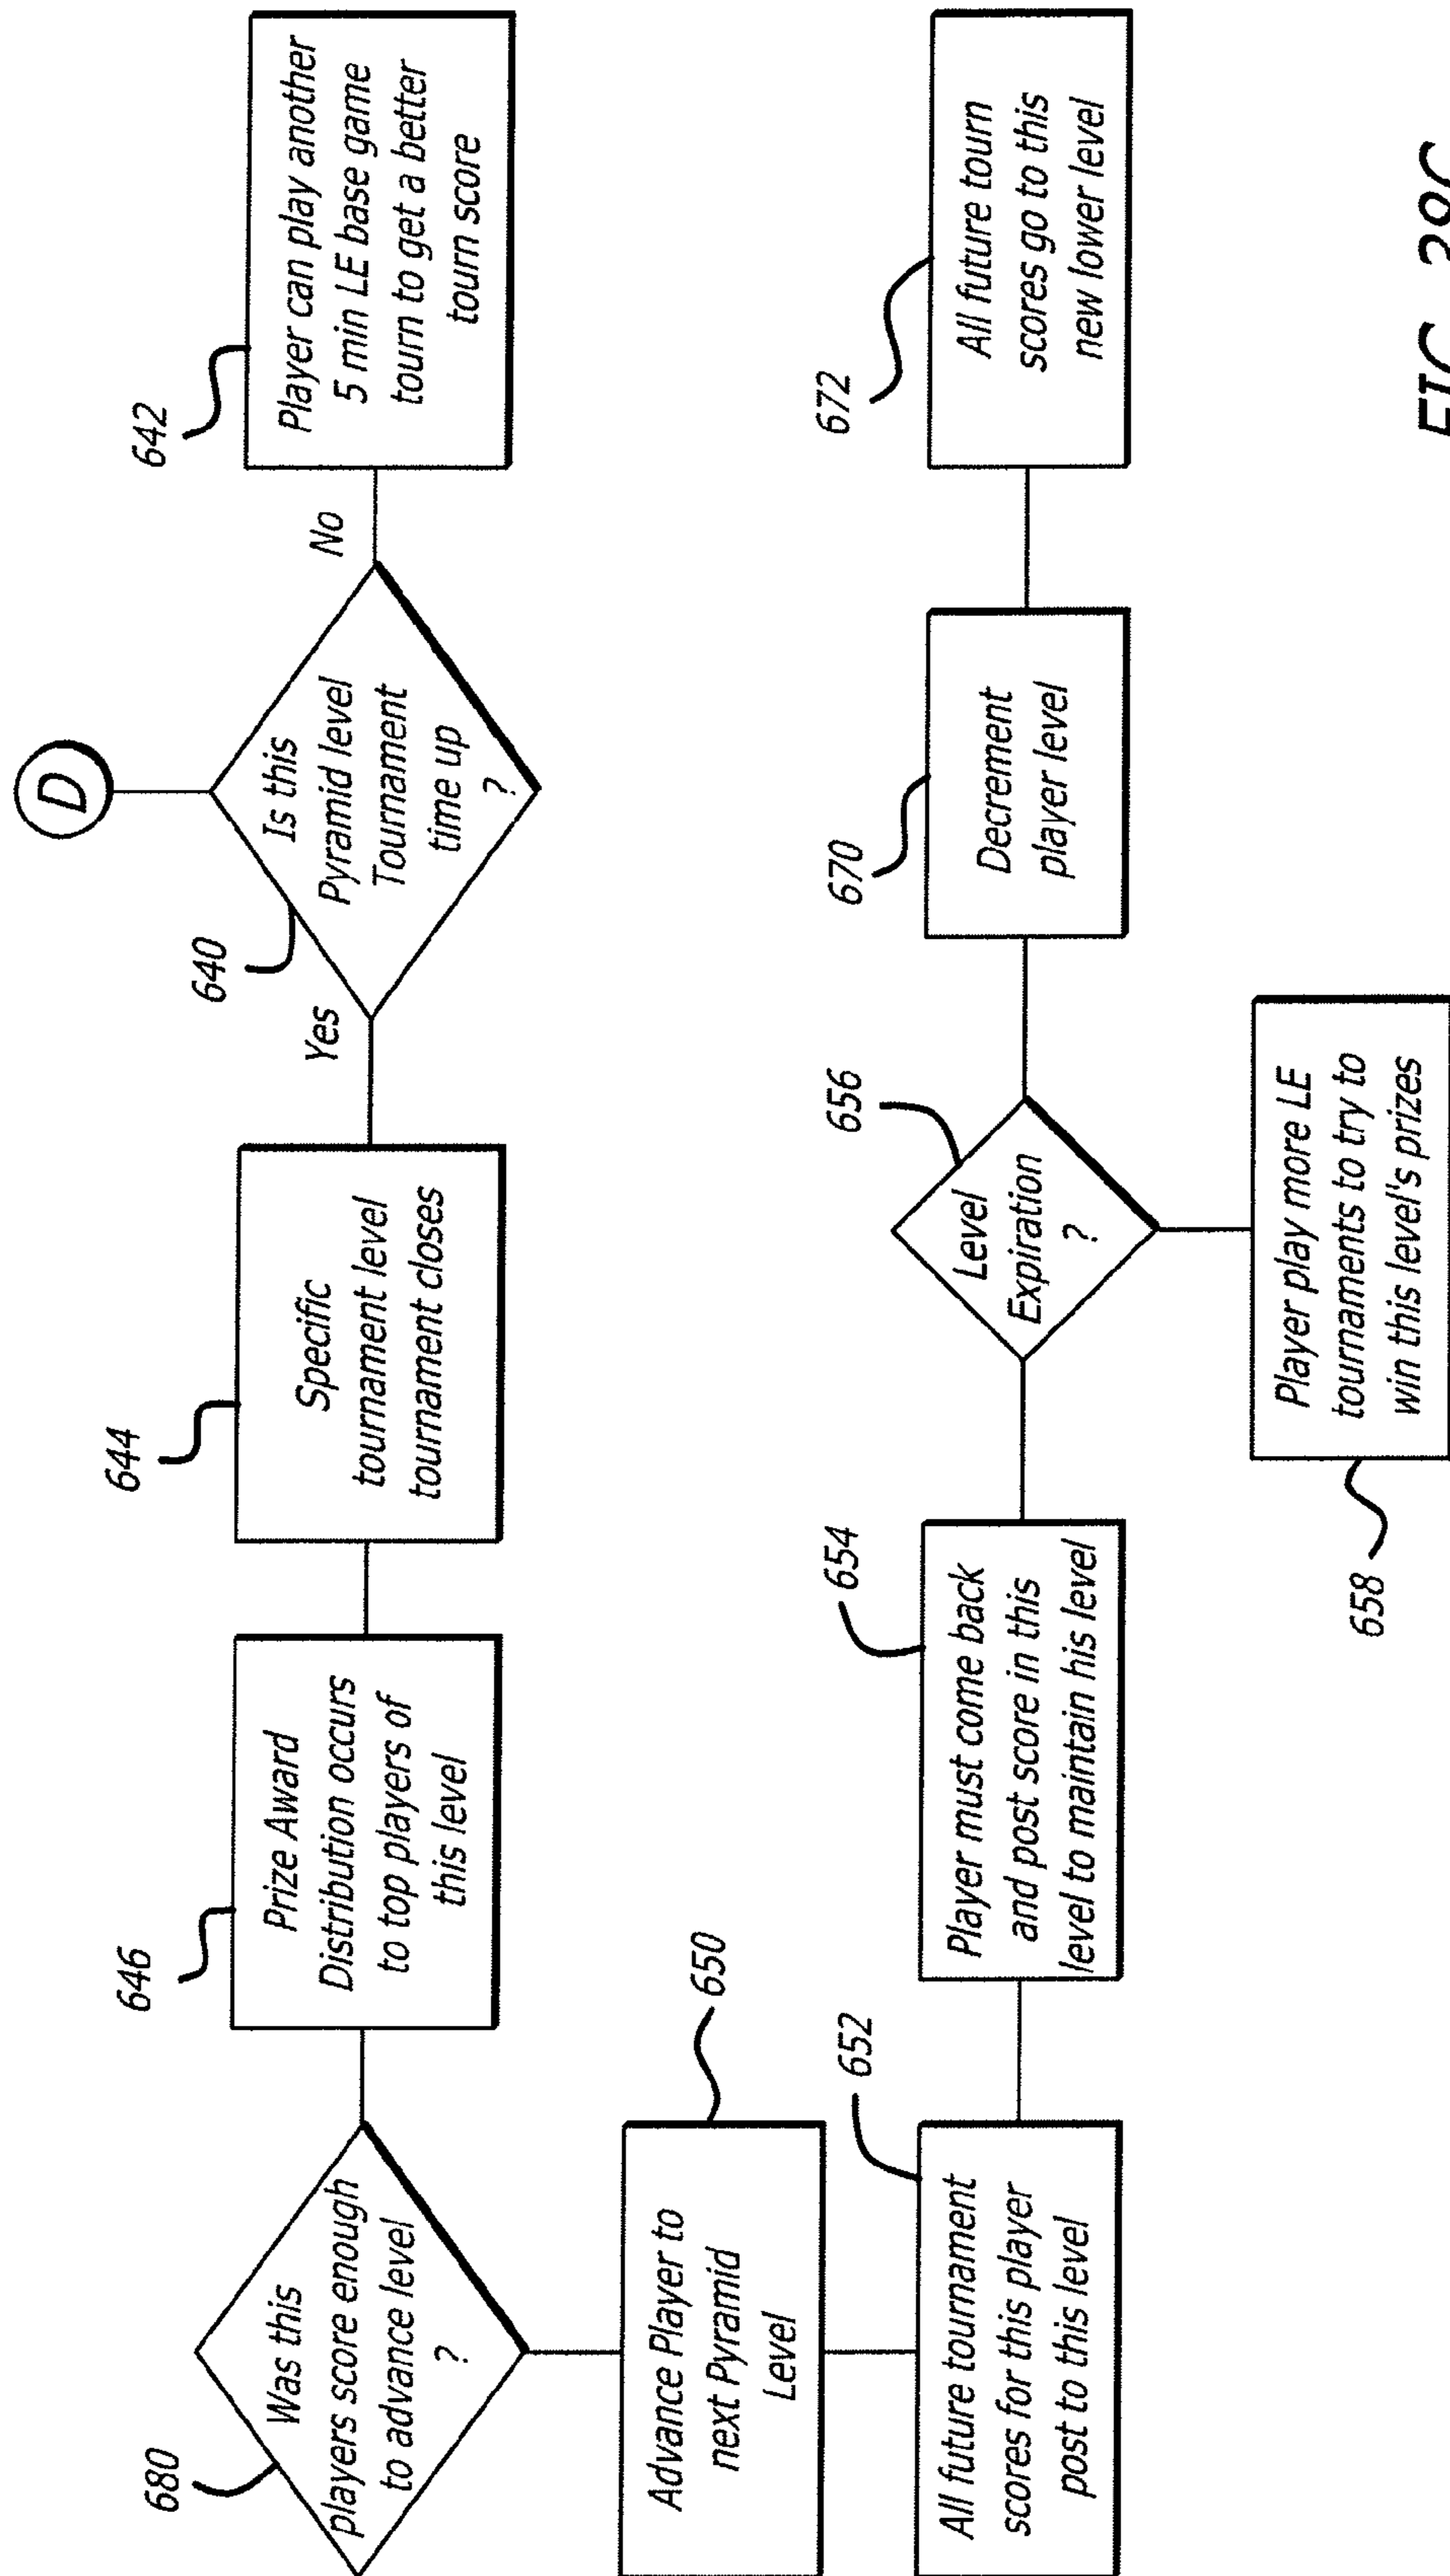 D
640
Is this
Pyramid level
Tournament
time up
?
No
Yes
642
Player can play another
5 min LE base game
tourn to get a better
tourn score
644
Specific
tournament level
tournament closes
646
Prize Award
Distribution occurs
to top players of
this level
680
Was this
players score enough
to advance level
?
650
Advance Player to
next Pyramid
Level
652
All future tournament
scores for this player
post to this level
654
Player must come back
and post score in this
level to maintain his level
656
Level
Expiration
?
658
Player play more LE
tournaments to try to
win this level's prizes
670
Decrement
player level
672
All future tourn
scores go to this
new lower level
FIG.